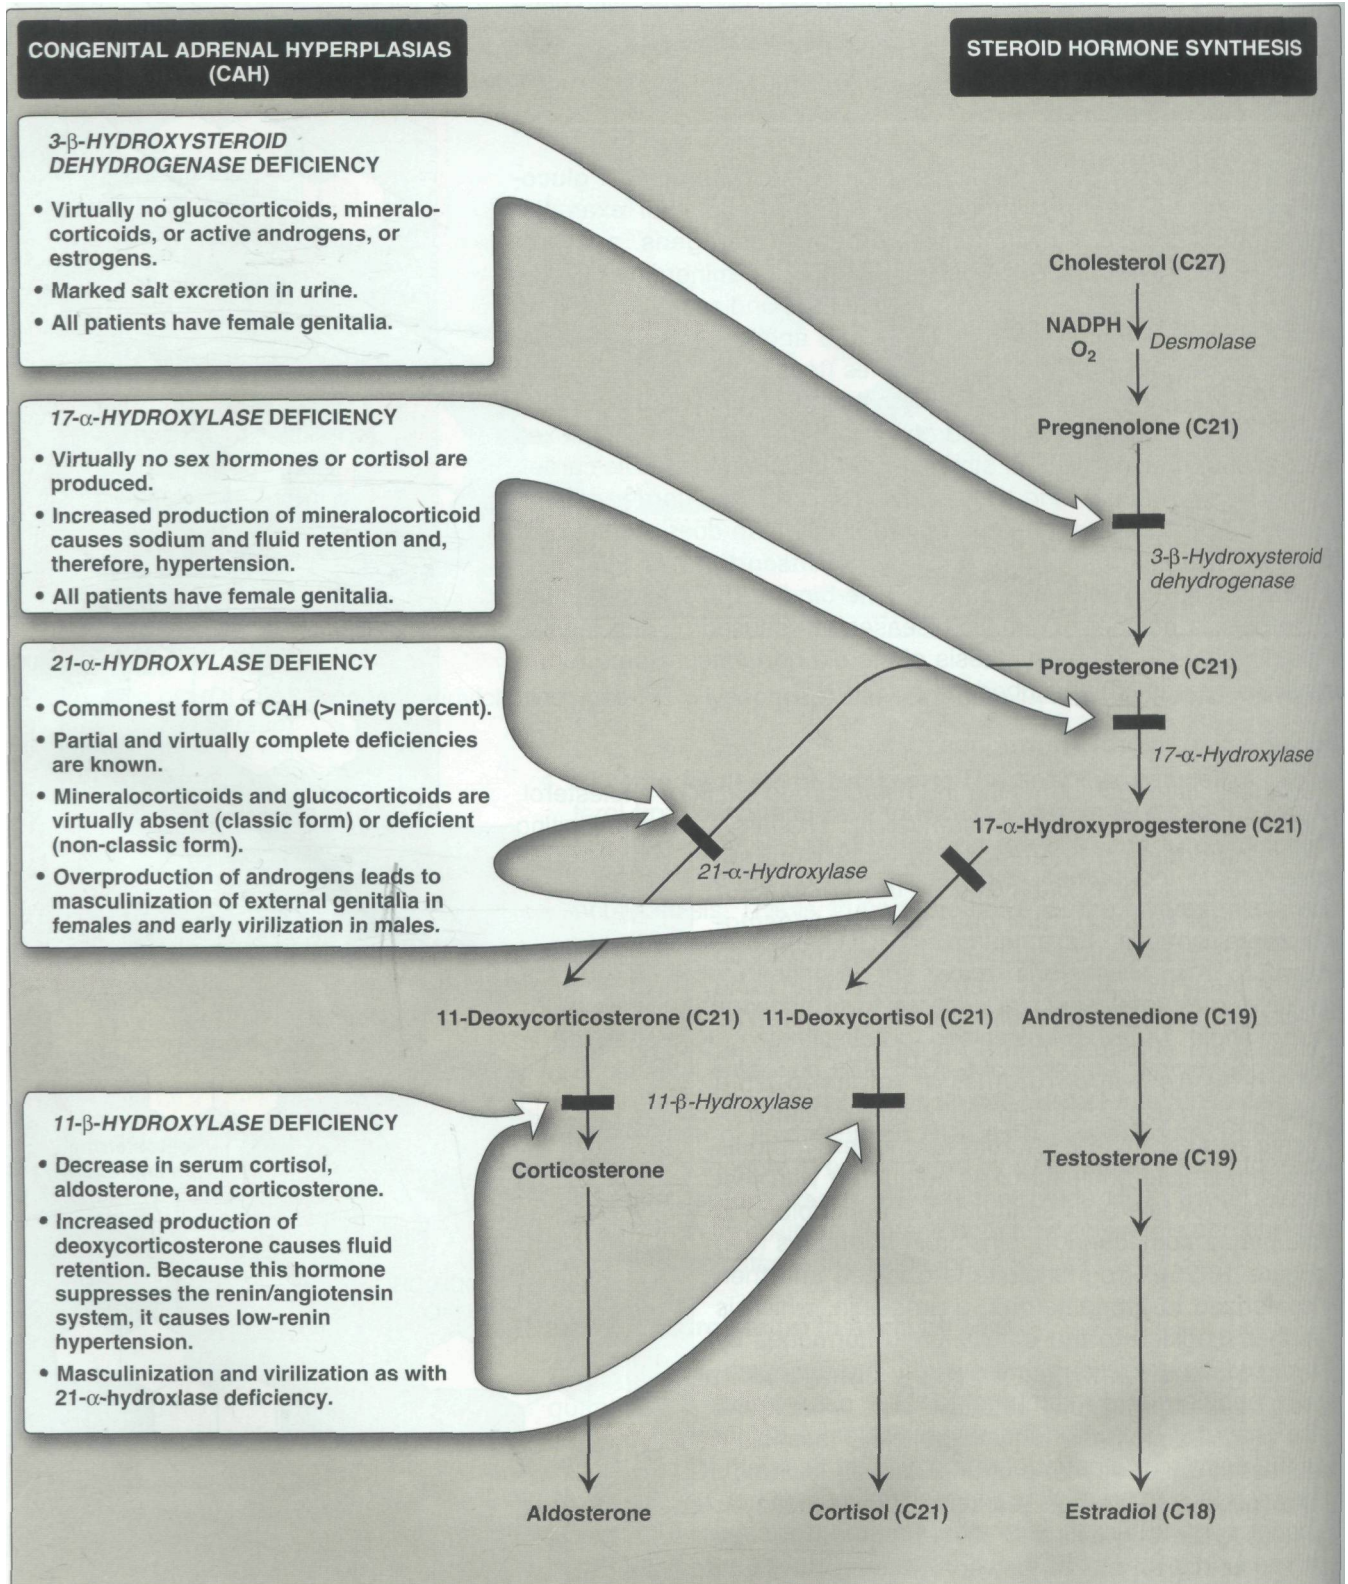 CONGENITAL ADRENAL HYPERPLASIAS
(CAH)
STEROID HORMONE SYNTHESIS
3-β-HYDROXYSTEROID
DEHYDROGENASE DEFICIENCY
• Virtually no glucocorticoids, mineralo-
corticoids, or active androgens, or
estrogens.
• Marked salt excretion in urine.
• All patients have female genitalia.
17-α-HYDROXYLASE DEFICIENCY
• Virtually no sex hormones or cortisol are
produced.
• Increased production of mineralocorticoid
causes sodium and fluid retention and,
therefore, hypertension.
• All patients have female genitalia.
21-α-HYDROXYLASE DEFIENCY
• Commonest form of CAH (>ninety percent).
• Partial and virtually complete deficiencies
are known.
• Mineralocorticoids and glucocorticoids are
virtually absent (classic form) or deficient
(non-classic form).
• Overproduction of androgens leads to
masculinization of external genitalia in
females and early virilization in males.
11-β-HYDROXYLASE DEFICIENCY
• Decrease in serum cortisol,
aldosterone, and corticosterone.
• Increased production of
deoxycorticosterone causes fluid
retention. Because this hormone
suppresses the renin/angiotensin
system, it causes low-renin
hypertension.
• Masculinization and virilization as with
21-α-hydroxlase deficiency.
Cholesterol (C27)
NADPH
O2
Desmolase
Pregnenolone (C21)
3-β-Hydroxysteroid
dehydrogenase
Progesterone (C21)
17-α-Hydroxylase
17-α-Hydroxyprogesterone (C21)
21-α-Hydroxylase
11-Deoxycorticosterone (C21)
11-Deoxycortisol (C21)
Androstenedione (C19)
11-β-Hydroxylase
Corticosterone
Testosterone (C19)
Aldosterone
Cortisol (C21)
Estradiol (C18)